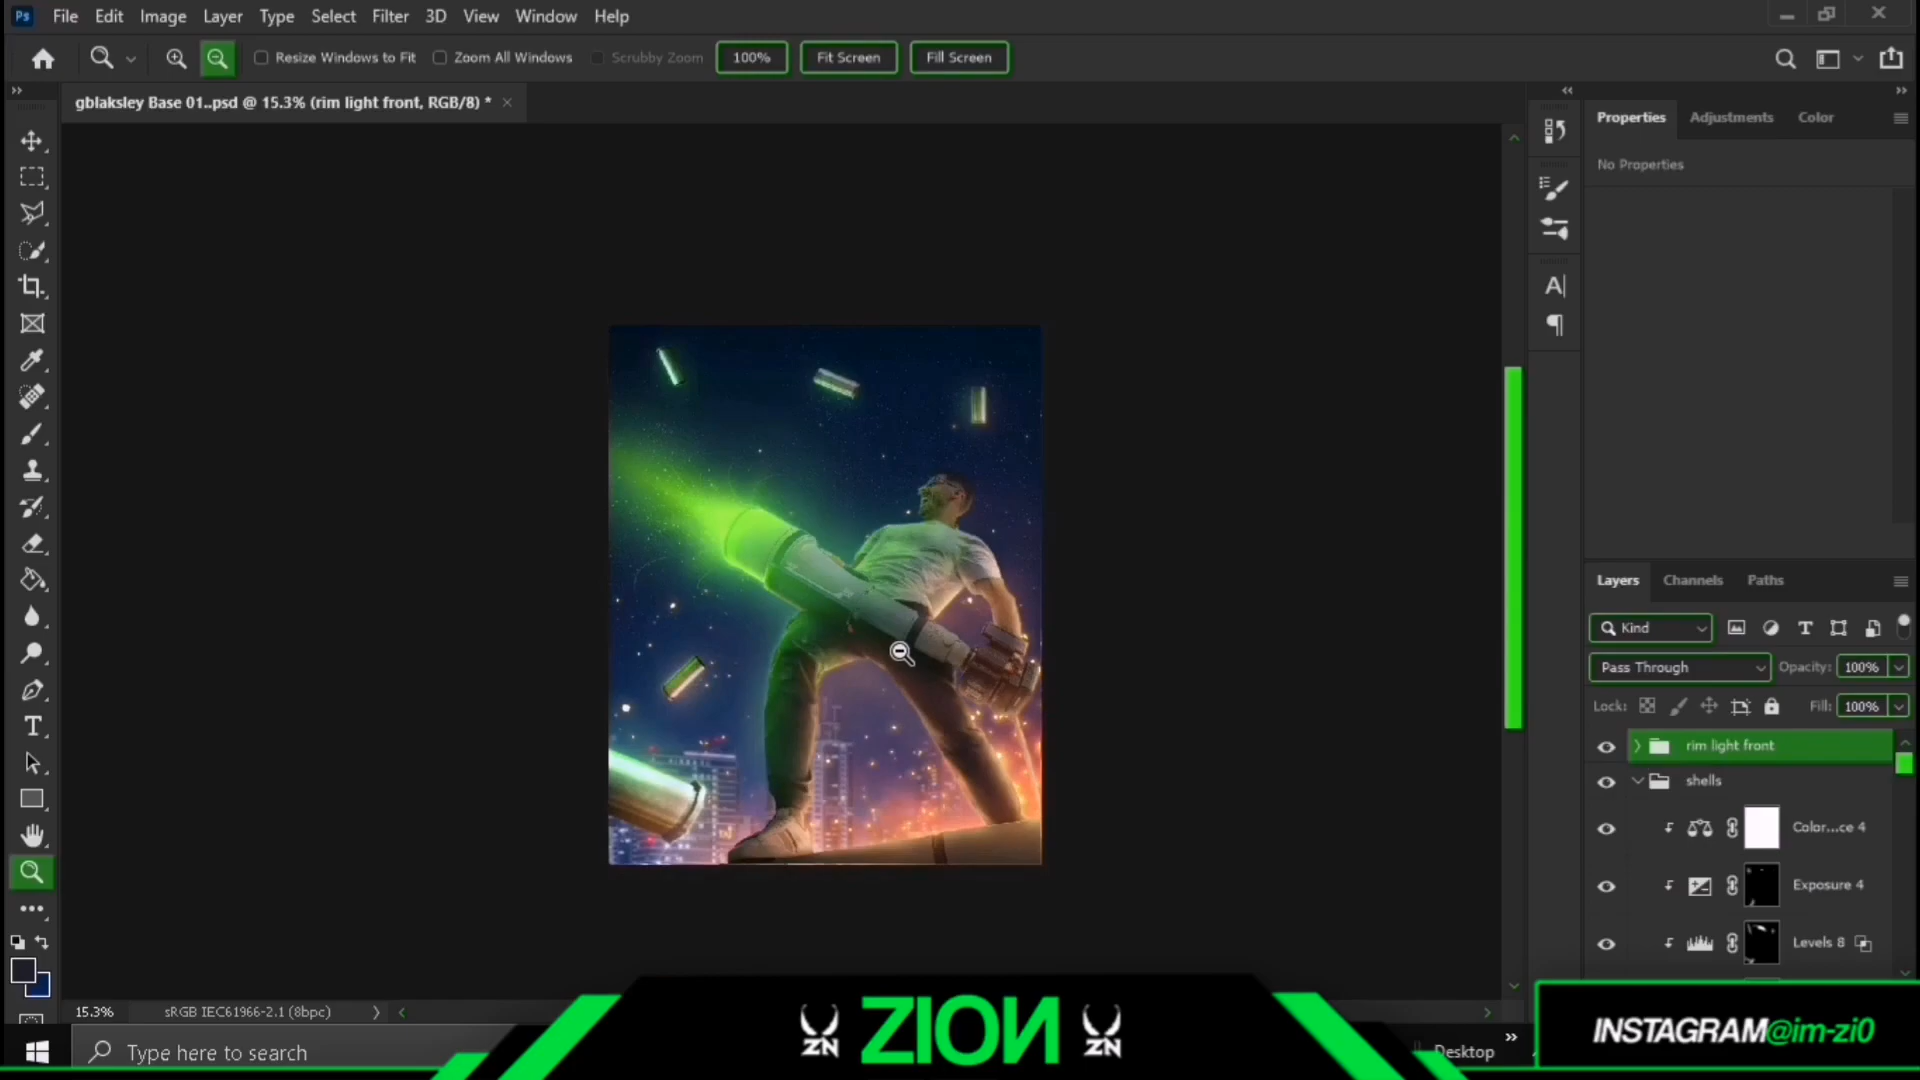 Ps File Edit Image Layer Type Select Filter 3D View Window Help
Resize Windows to Fit Zoom All Windows Scrubby Zoom 100% Fit Screen Fill Screen
gblaksley Base 01..psd @ 15.3% (rim light front, RGB/8) *
Properties Adjustments Color
No Properties
Layers Channels Paths
Kind
Pass Through Opacity: 100%
Lock: Fill: 100%
rim light front
shells
Color...ce 4
Exposure 4
Levels 8
15.3% sRGB IEC61966-2.1 (8bpc)
ZN ZION ZN
INSTAGRAM@im-zi0
Type here to search
Desktop